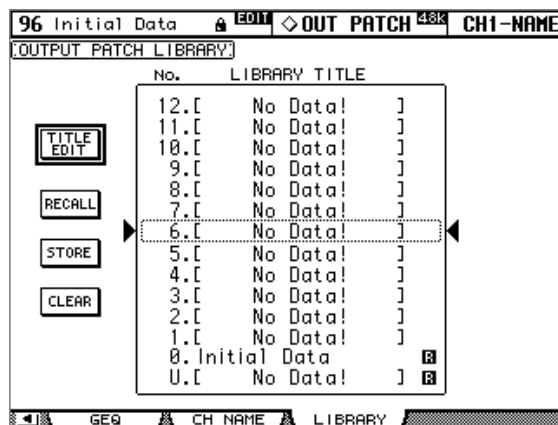 96 Initial Data EDIT ◇OUT PATCH 48k CH1-NAME
OUTPUT PATCH LIBRARY
No. LIBRARY TITLE
12.[ No Data! ]
11.[ No Data! ]
10.[ No Data! ]
9.[ No Data! ]
8.[ No Data! ]
7.[ No Data! ]
6.[ No Data! ]
5.[ No Data! ]
4.[ No Data! ]
3.[ No Data! ]
2.[ No Data! ]
1.[ No Data! ]
0.Initial Data R
U.[ No Data! ] R
TITLE
EDIT
RECALL
STORE
CLEAR
GEQ CH NAME LIBRARY